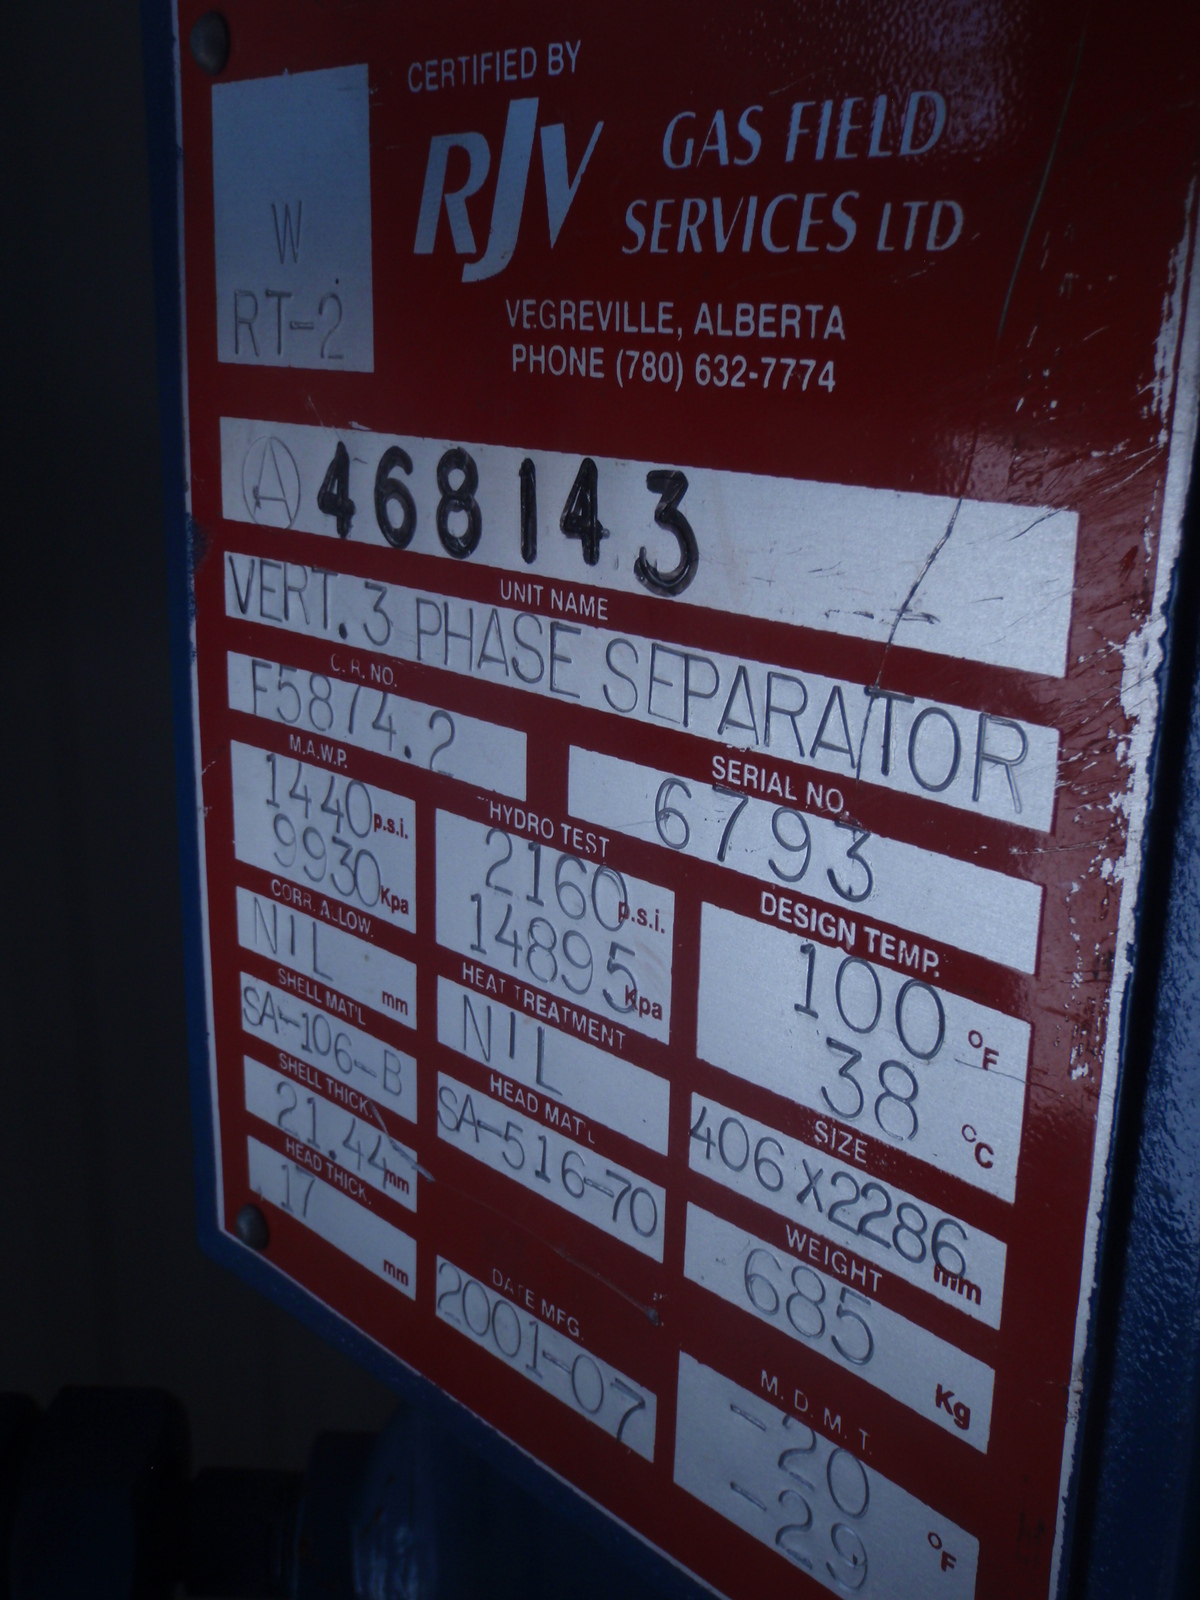 CERTIFIED BY
RJV GAS FIELD SERVICES LTD
VEGREVILLE, ALBERTA
PHONE (780) 632-7774
W
RT-2
A 468143
UNIT NAME
VERT. 3 PHASE SEPARATOR
C. R. NO.
F5874.2
SERIAL NO.
6793
M.A.W.P.
1440 p.s.i.
9930 Kpa
HYDRO TEST
2160 p.s.i.
14895 Kpa
DESIGN TEMP.
100 °F
38 °C
CORR. ALLOW.
NIL mm
HEAT TREATMENT
NIL
SIZE
406X2286 mm
SHELL MAT'L
SA-106-B
HEAD MAT'L
SA-516-70
WEIGHT
685 Kg
SHELL THICK.
21.44 mm
HEAD THICK.
17 mm
DATE MFG.
2001-07
M. D. M. T.
-20 °F
-29